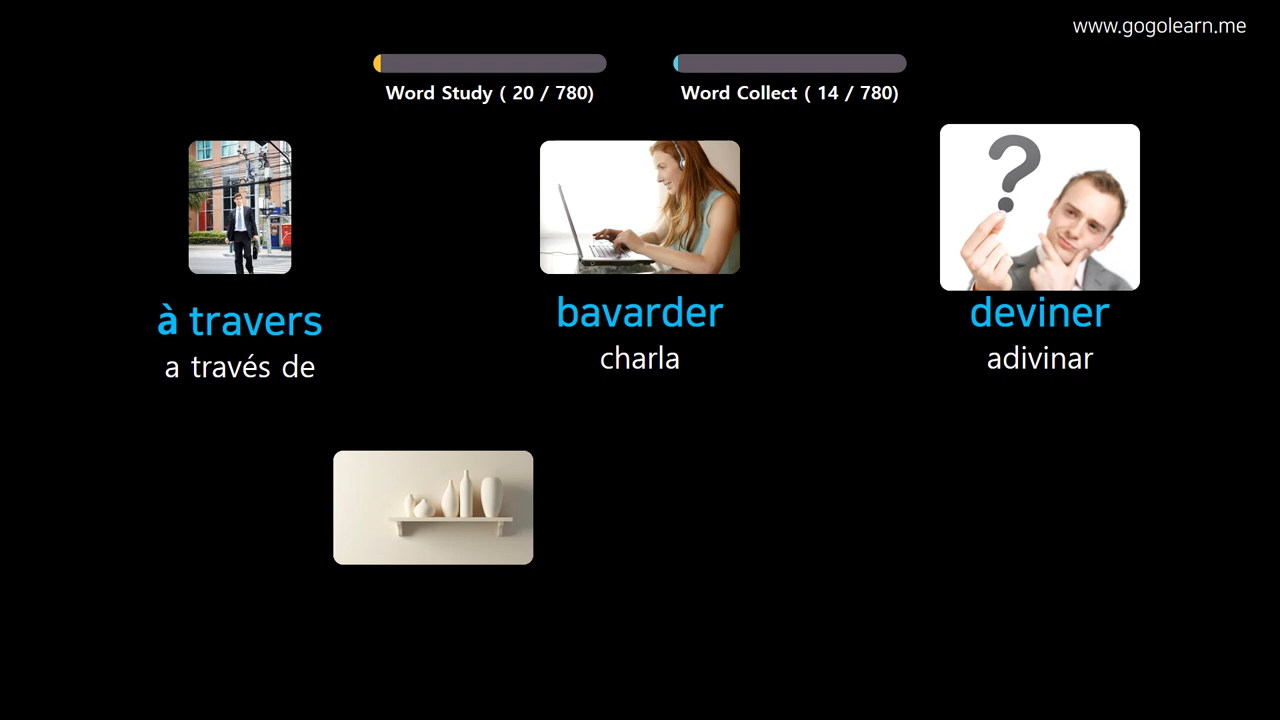 www.gogolearn.me
Word Study ( 20 / 780)
Word Collect ( 14 / 780)
à travers
a través de
bavarder
charla
deviner
adivinar